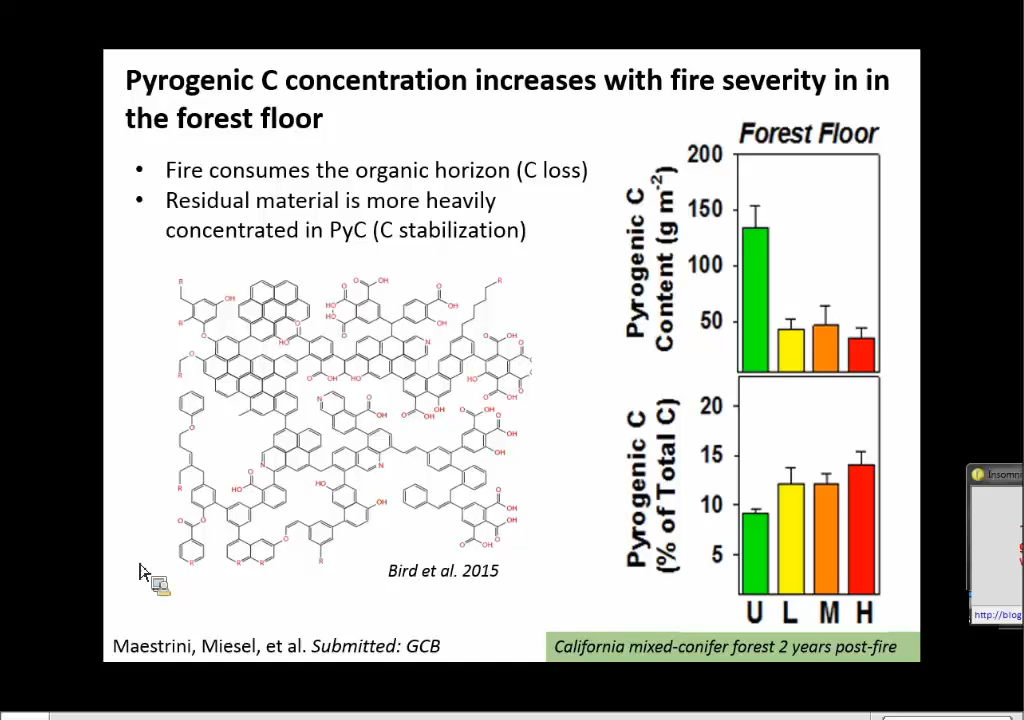 Pyrogenic C concentration increases with fire severity in in
the forest floor
• Fire consumes the organic horizon (C loss)
• Residual material is more heavily
concentrated in PyC (C stabilization)
Forest Floor
Pyrogenic C
Content (g m-2)
200
150
100
50
Pyrogenic C
(% of Total C)
20
15
10
5
U L M H
Bird et al. 2015
Maestrini, Miesel, et al. Submitted: GCB
California mixed-conifer forest 2 years post-fire
Insomni
http://blog